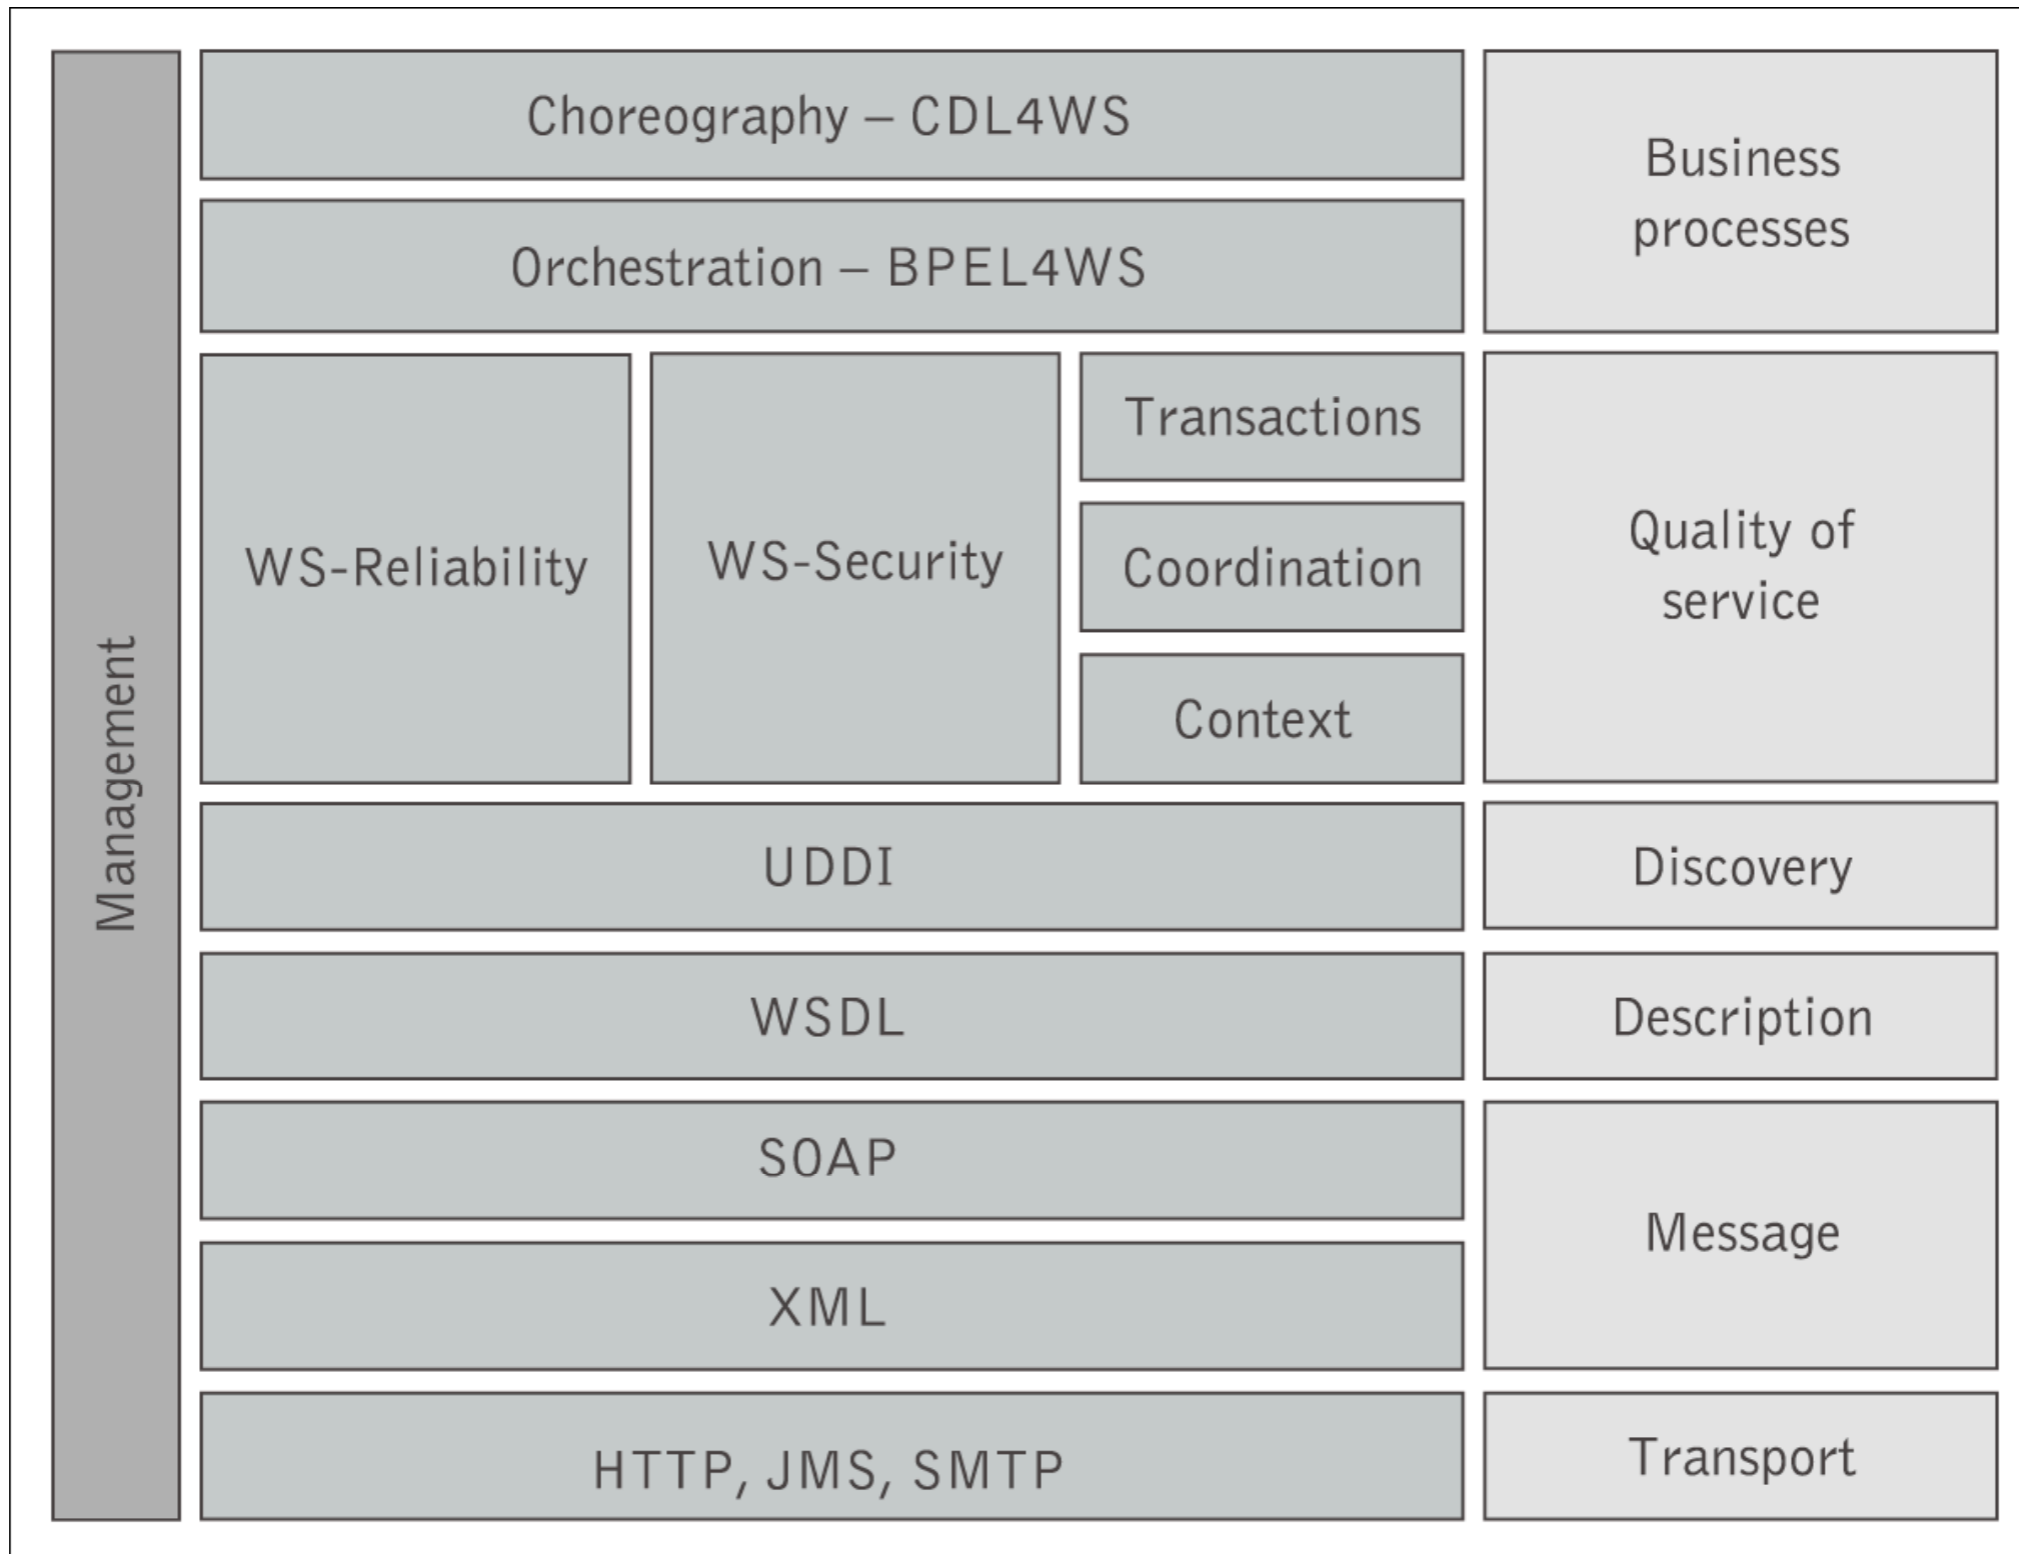 Management
Choreography – CDL4WS
Orchestration – BPEL4WS
Business
processes
WS-Reliability
WS-Security
Transactions
Coordination
Context
Quality of
service
UDDI
Discovery
WSDL
Description
SOAP
XML
Message
HTTP, JMS, SMTP
Transport